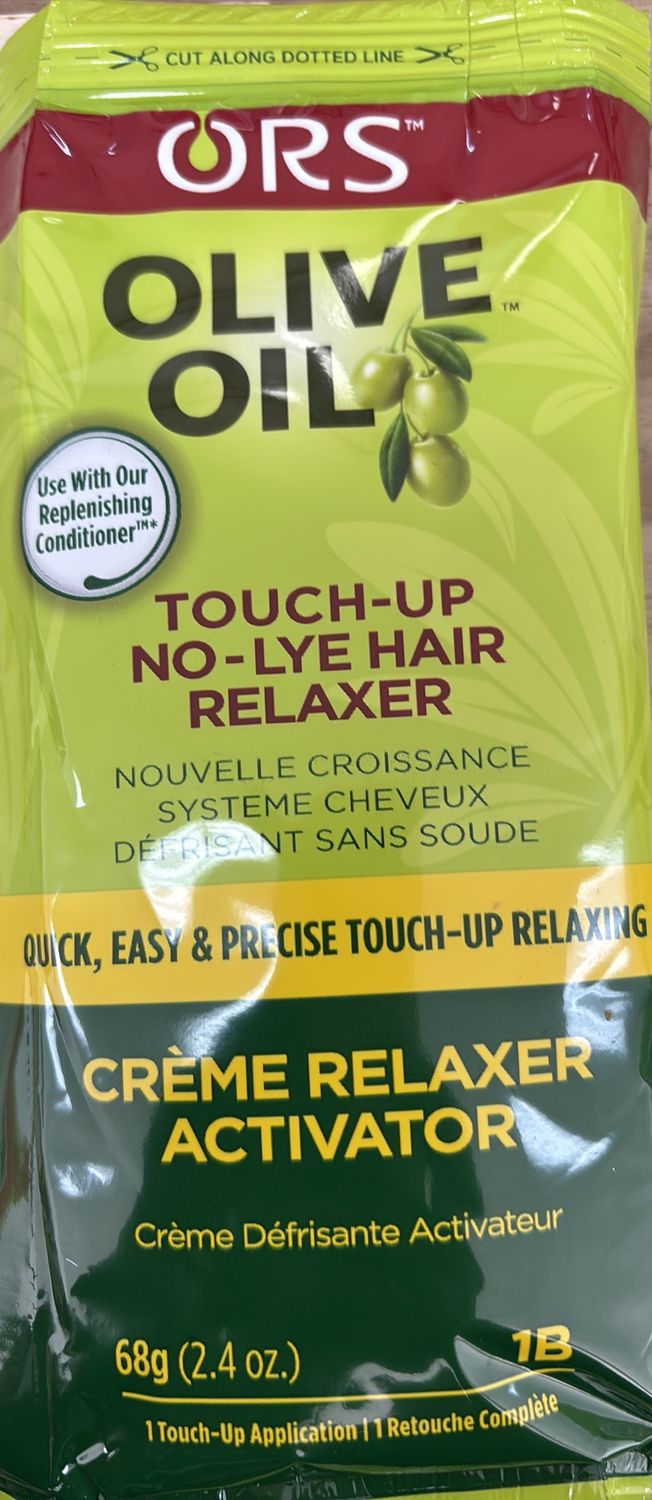 CUT ALONG DOTTED LINE
ORS™
OLIVE
OIL™
Use With Our
Replenishing
Conditioner™*
TOUCH-UP
NO-LYE HAIR
RELAXER
NOUVELLE CROISSANCE
SYSTEME CHEVEUX
DÉFRISANT SANS SOUDE
QUICK, EASY & PRECISE TOUCH-UP RELAXING
CRÈME RELAXER
ACTIVATOR
Crème Défrisante Activateur
68g (2.4 oz.)
1B
1 Touch-Up Application | 1 Retouche Complète